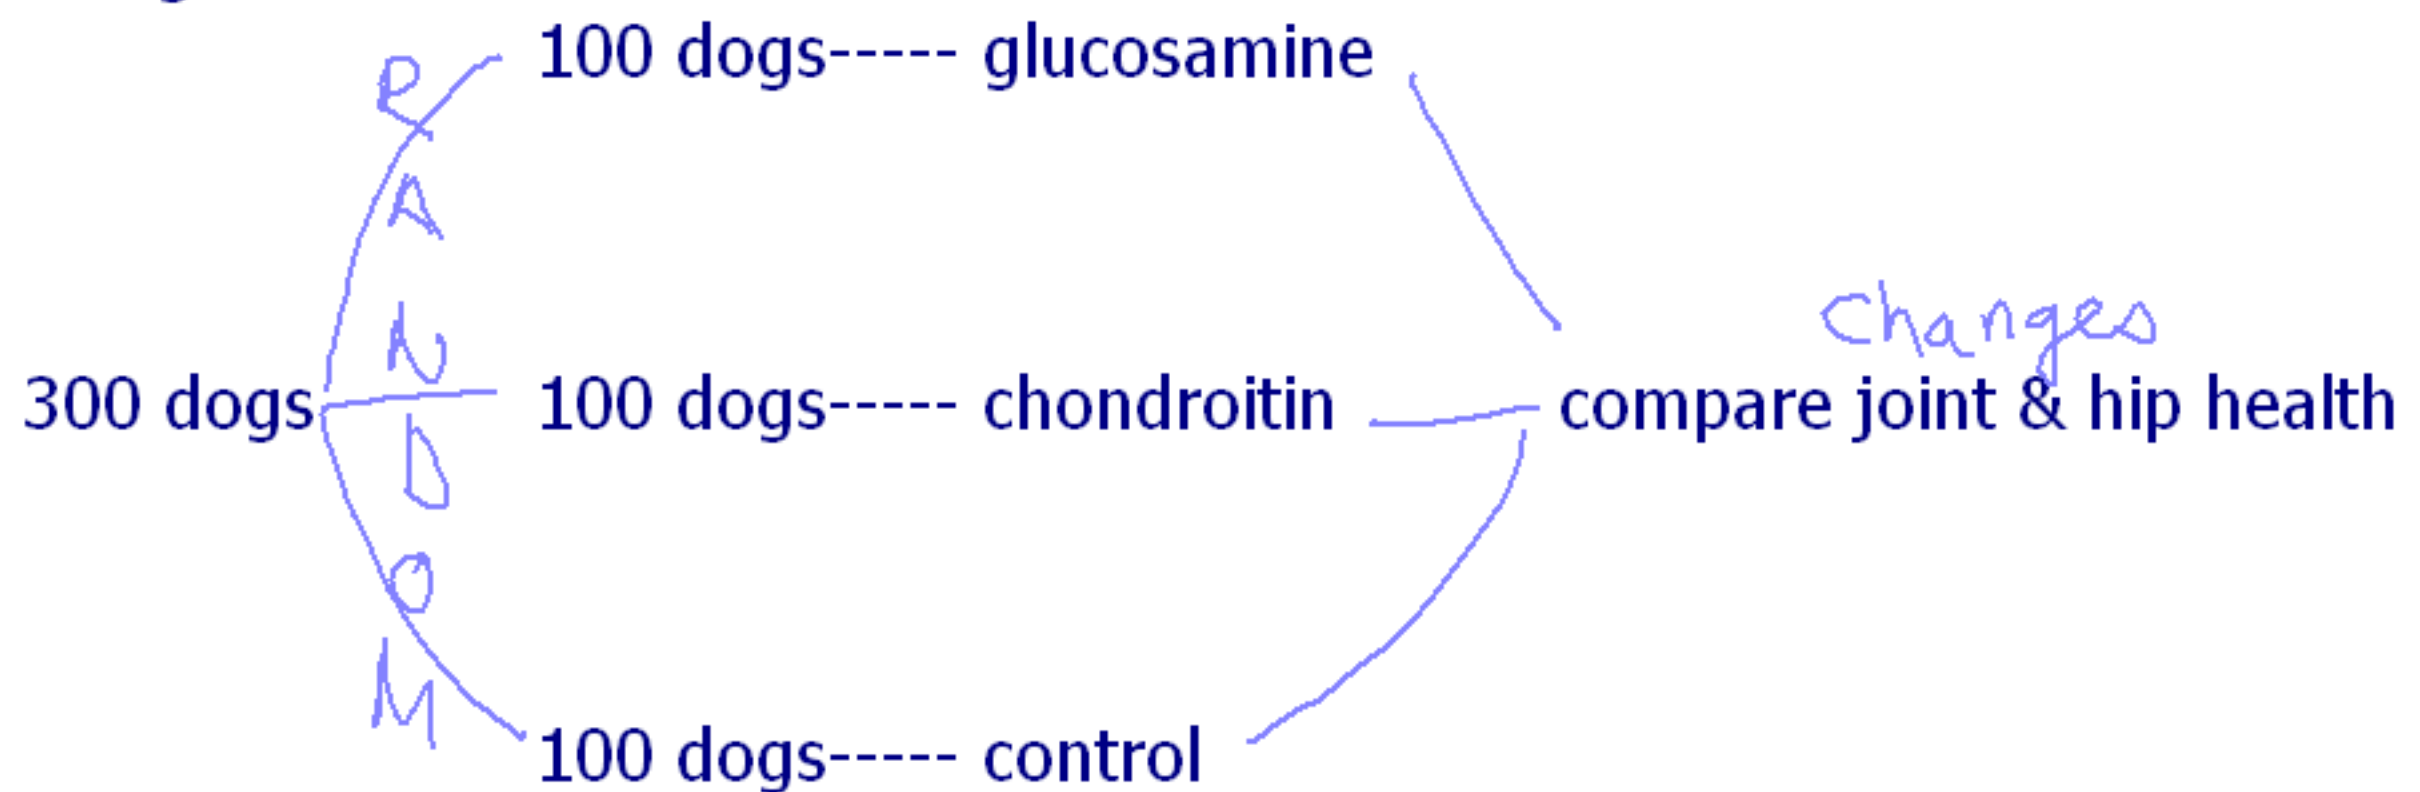 100 dogs----- glucosamine
RANDOM
changes
300 dogs 100 dogs----- chondroitin compare joint & hip health
100 dogs----- control